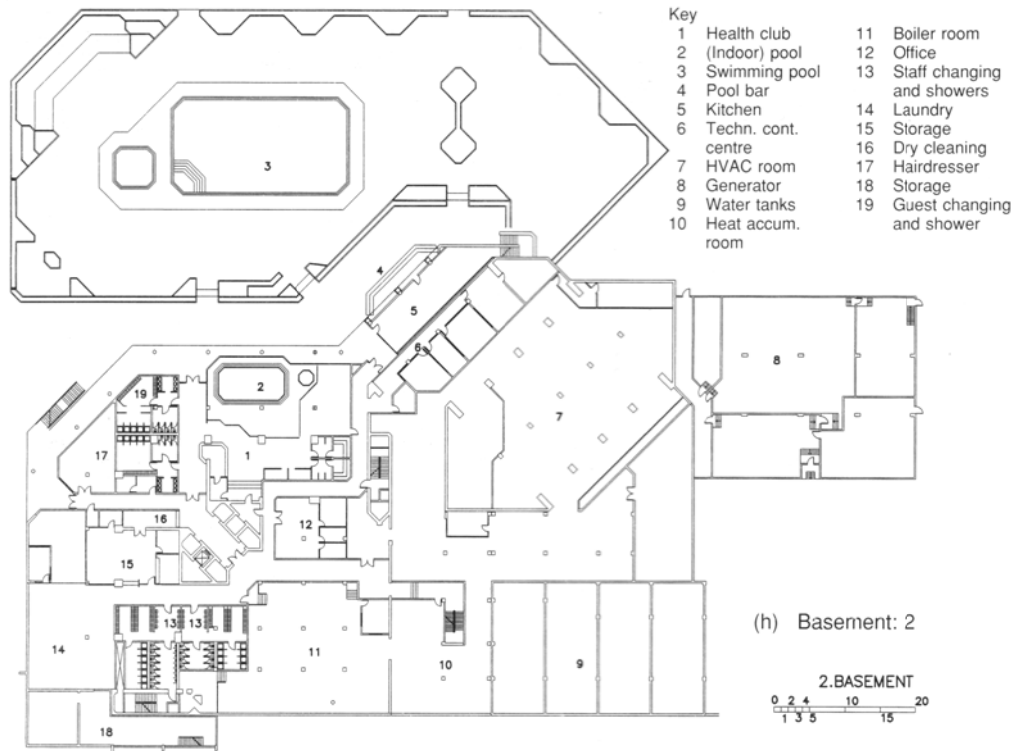 Key
1 Health club
2 (Indoor) pool
3 Swimming pool
4 Pool bar
5 Kitchen
6 Techn. cont.
centre
7 HVAC room
8 Generator
9 Water tanks
10 Heat accum.
room
11 Boiler room
12 Office
13 Staff changing
and showers
14 Laundry
15 Storage
16 Dry cleaning
17 Hairdresser
18 Storage
19 Guest changing
and shower
3
4
5
6
8
2
19
7
17
1
16
12
15
13 13
14
11
10
9
18
(h) Basement: 2
2.BASEMENT
0 2 4 10 20
1 3 5 15